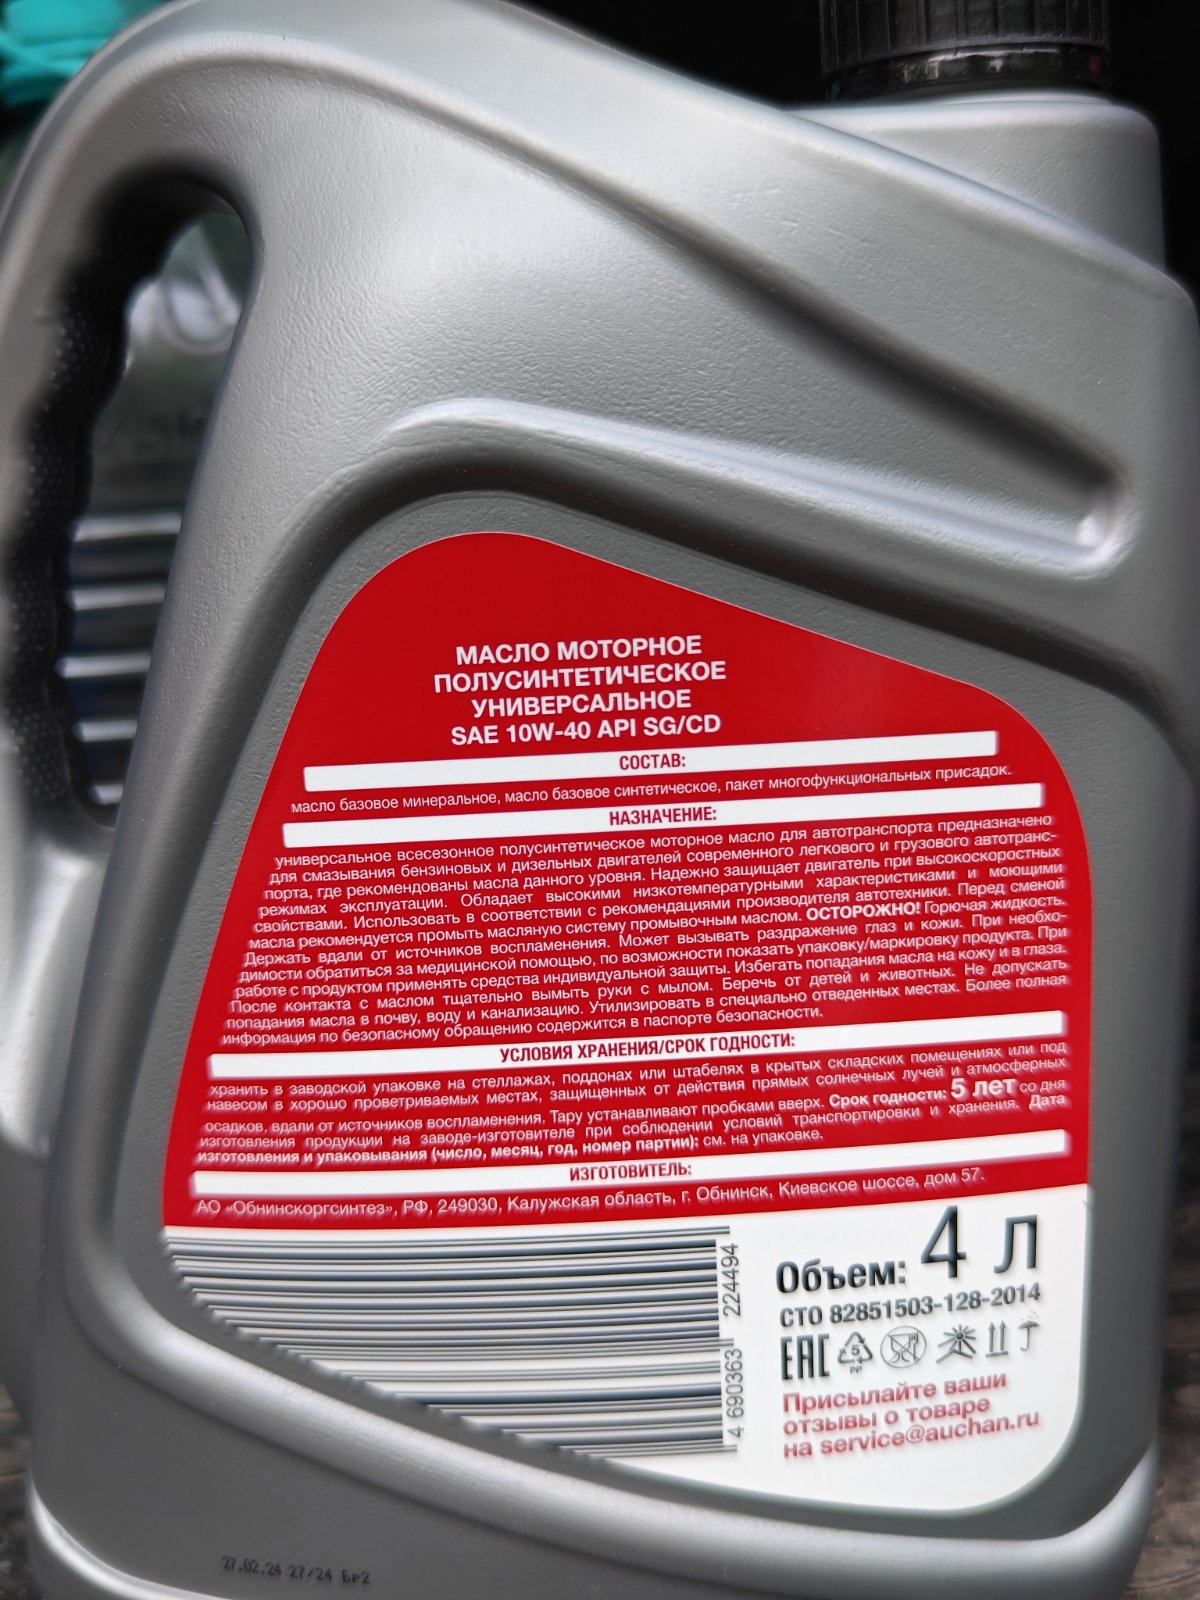 МАСЛО МОТОРНОЕ
ПОЛУСИНТЕТИЧЕСКОЕ
УНИВЕРСАЛЬНОЕ
SAE 10W-40 API SG/CD
СОСТАВ:
масло базовое минеральное, масло базовое синтетическое, пакет многофункциональных присадок.
НАЗНАЧЕНИЕ:
универсальное всесезонное полусинтетическое моторное масло для автотранспорта предназначено
для смазывания бензиновых и дизельных двигателей современного легкового и грузового автотранс-
порта, где рекомендованы масла данного уровня. Надежно защищает двигатель при высокоскоростных
режимах эксплуатации. Обладает высокими низкотемпературными характеристиками и моющими
свойствами. Использовать в соответствии с рекомендациями производителя автотехники. Перед сменой
масла рекомендуется промыть масляную систему промывочным маслом. ОСТОРОЖНО! Горючая жидкость.
Держать вдали от источников воспламенения. Может вызывать раздражение глаз и кожи. При необхо-
димости обратиться за медицинской помощью, по возможности показать упаковку/маркировку продукта. При
работе с продуктом применять средства индивидуальной защиты. Избегать попадания масла на кожу и в глаза.
После контакта с маслом тщательно вымыть руки с мылом. Беречь от детей и животных. Не допускать
попадания масла в почву, воду и канализацию. Утилизировать в специально отведенных местах. Более полная
информация по безопасному обращению содержится в паспорте безопасности.
УСЛОВИЯ ХРАНЕНИЯ/СРОК ГОДНОСТИ:
хранить в заводской упаковке на стеллажах, поддонах или штабелях в крытых складских помещениях или под
навесом в хорошо проветриваемых местах, защищенных от действия прямых солнечных лучей и атмосферных
осадков, вдали от источников воспламенения. Тару устанавливают пробками вверх. Срок годности: 5 лет со дня
изготовления продукции на заводе-изготовителе при соблюдении условий транспортировки и хранения. Дата
изготовления и упаковывания (число, месяц, год, номер партии): см. на упаковке.
ИЗГОТОВИТЕЛЬ:
АО «Обнинскоргсинтез», РФ, 249030, Калужская область, г. Обнинск, Киевское шоссе, дом 57.
4 690363 224494
Объем: 4 л
СТО 82851503-128-2014
ЕАС 5 PP
Присылайте ваши
отзывы о товаре
на service@auchan.ru
27.02.24 27/24 Бр2